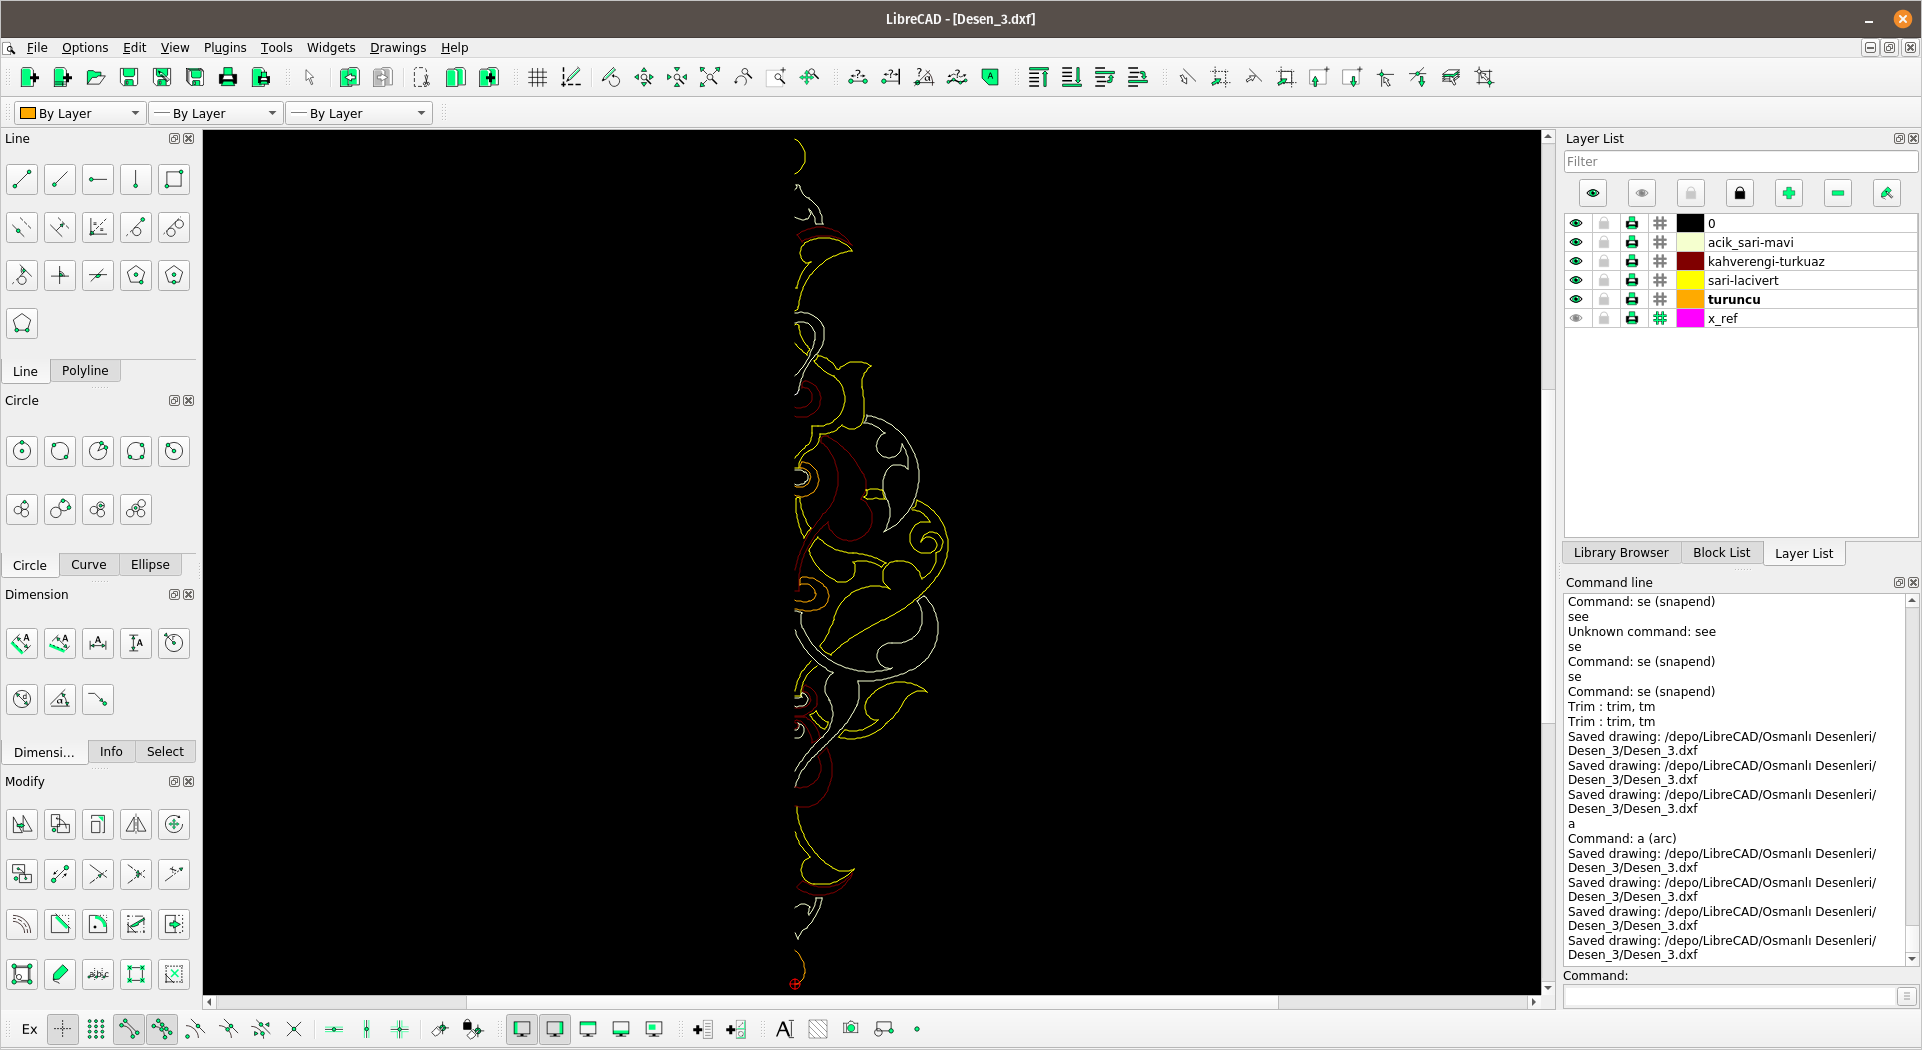 LibreCAD - [Desen_3.dxf]
File Options Edit View Plugins Tools Widgets Drawings Help
By Layer By Layer By Layer
Line
Line Polyline
Circle
Circle Curve Ellipse
Dimension
Dimensi... Info Select
Modify
Layer List
Filter
0
acik_sari-mavi
kahverengi-turkuaz
sari-lacivert
turuncu
x_ref
Library Browser Block List Layer List
Command line
Command: se (snapend)
see
Unknown command: see
se
Command: se (snapend)
se
Command: se (snapend)
Trim : trim, tm
Trim : trim, tm
Saved drawing: /depo/LibreCAD/Osmanlı Desenleri/
Desen_3/Desen_3.dxf
Saved drawing: /depo/LibreCAD/Osmanlı Desenleri/
Desen_3/Desen_3.dxf
Saved drawing: /depo/LibreCAD/Osmanlı Desenleri/
Desen_3/Desen_3.dxf
a
Command: a (arc)
Saved drawing: /depo/LibreCAD/Osmanlı Desenleri/
Desen_3/Desen_3.dxf
Saved drawing: /depo/LibreCAD/Osmanlı Desenleri/
Desen_3/Desen_3.dxf
Saved drawing: /depo/LibreCAD/Osmanlı Desenleri/
Desen_3/Desen_3.dxf
Saved drawing: /depo/LibreCAD/Osmanlı Desenleri/
Desen_3/Desen_3.dxf
Command:
Ex